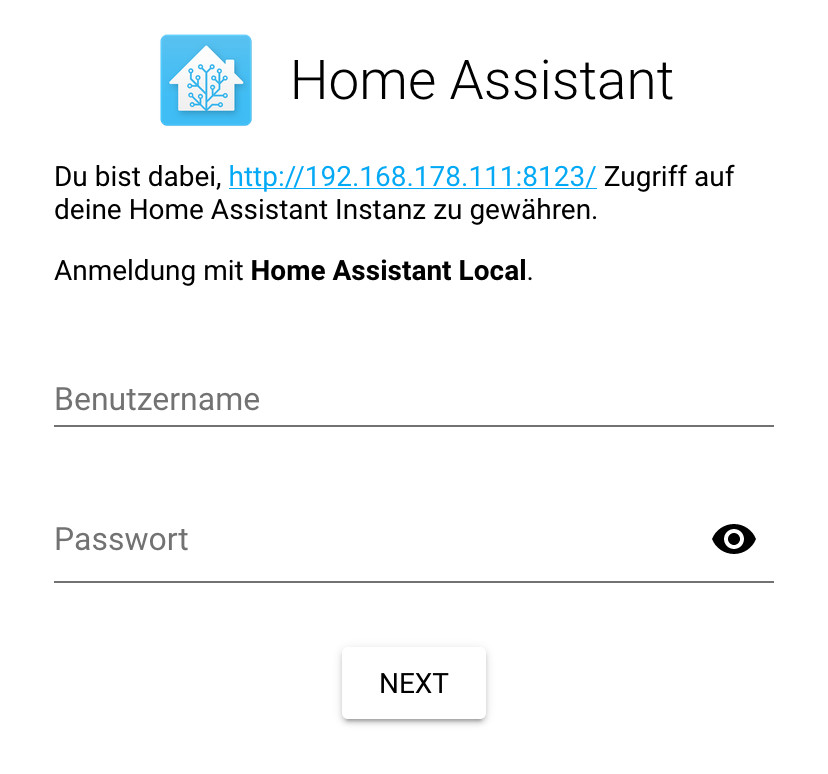 Home Assistant
Du bist dabei, http://192.168.178.111:8123/ Zugriff auf
deine Home Assistant Instanz zu gewähren.
Anmeldung mit Home Assistant Local.
Benutzername
Passwort
NEXT